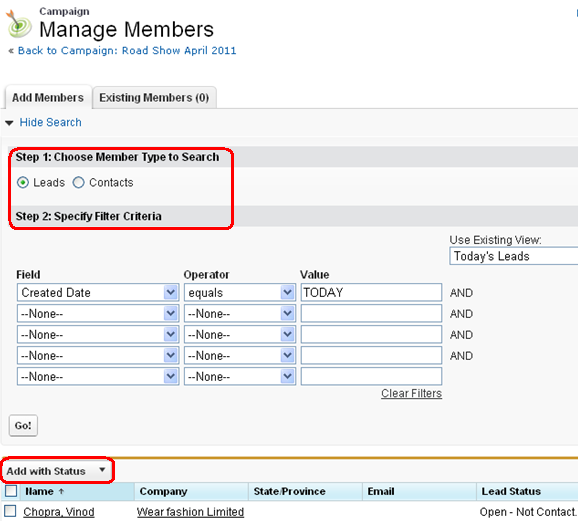 Campaign
Manage Members
« Back to Campaign: Road Show April 2011
Add Members Existing Members (0)
Hide Search
Step 1: Choose Member Type to Search
Leads Contacts
Step 2: Specify Filter Criteria
Use Existing View:
Today's Leads
Field Operator Value
Created Date equals TODAY AND
--None-- --None-- AND
--None-- --None-- AND
--None-- --None-- AND
--None-- --None--
Clear Filters
Go!
Add with Status
Name ↑ Company State/Province Email Lead Status
Chopra, Vinod Wear fashion Limited Open - Not Contact